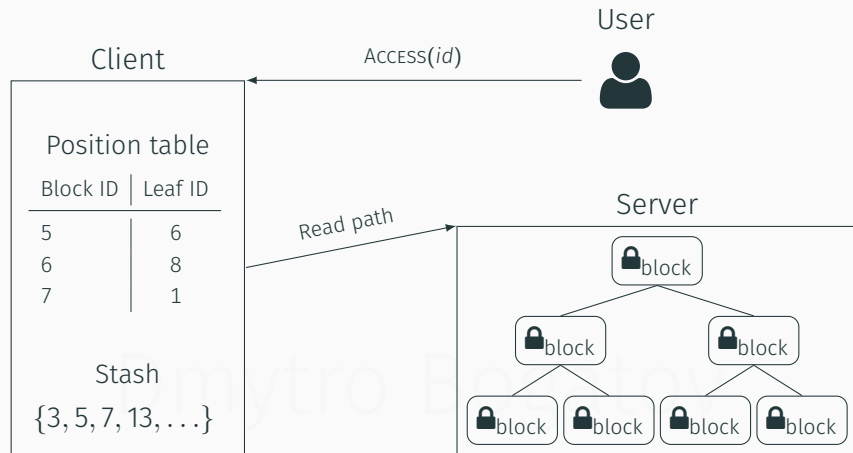 User
Client
ACCESS(id)
Position table
Block ID Leaf ID
5 6
6 8
7 1
Read path
Server
block
block block
block block block block
Stash
{3, 5, 7, 13, . . .}